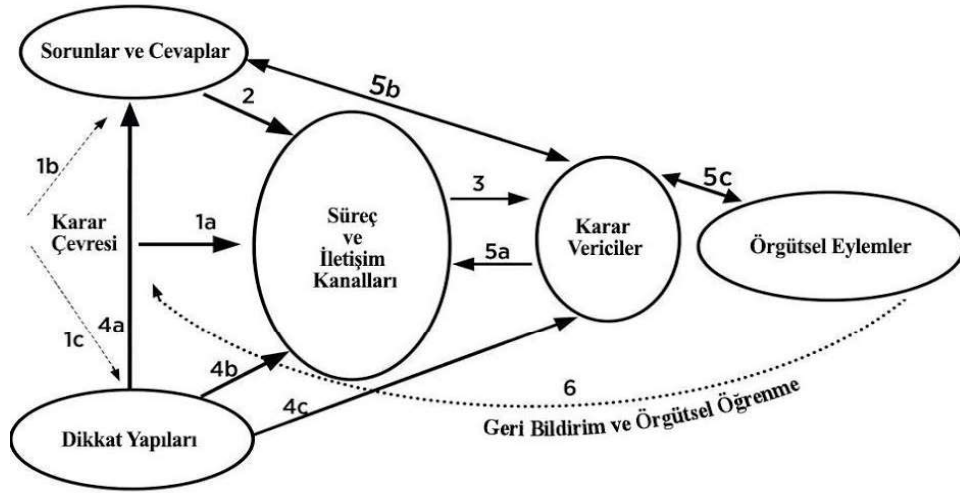 Sorunlar ve Cevaplar
5b
2
1b
5c
3
Karar
Çevresi
1a
Süreç
ve
İletişim
Kanalları
Karar
Vericiler
Örgütsel Eylemler
5a
1c
4a
4b
4c
6
Geri Bildirim ve Örgütsel Öğrenme
Dikkat Yapıları